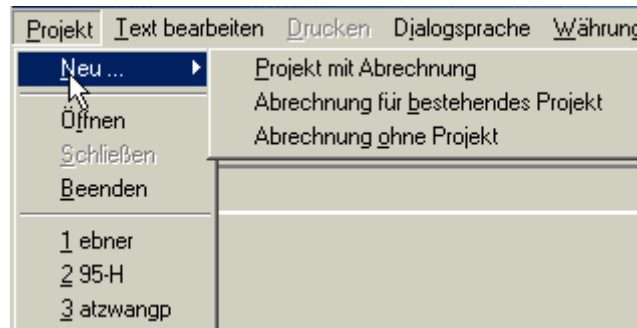 Projekt Text bearbeiten Drucken Dialogsprache Währung
Neu ...
Projekt mit Abrechnung
Abrechnung für bestehendes Projekt
Abrechnung ohne Projekt
Öffnen
Schließen
Beenden
1 ebner
2 95-H
3 atzwangp